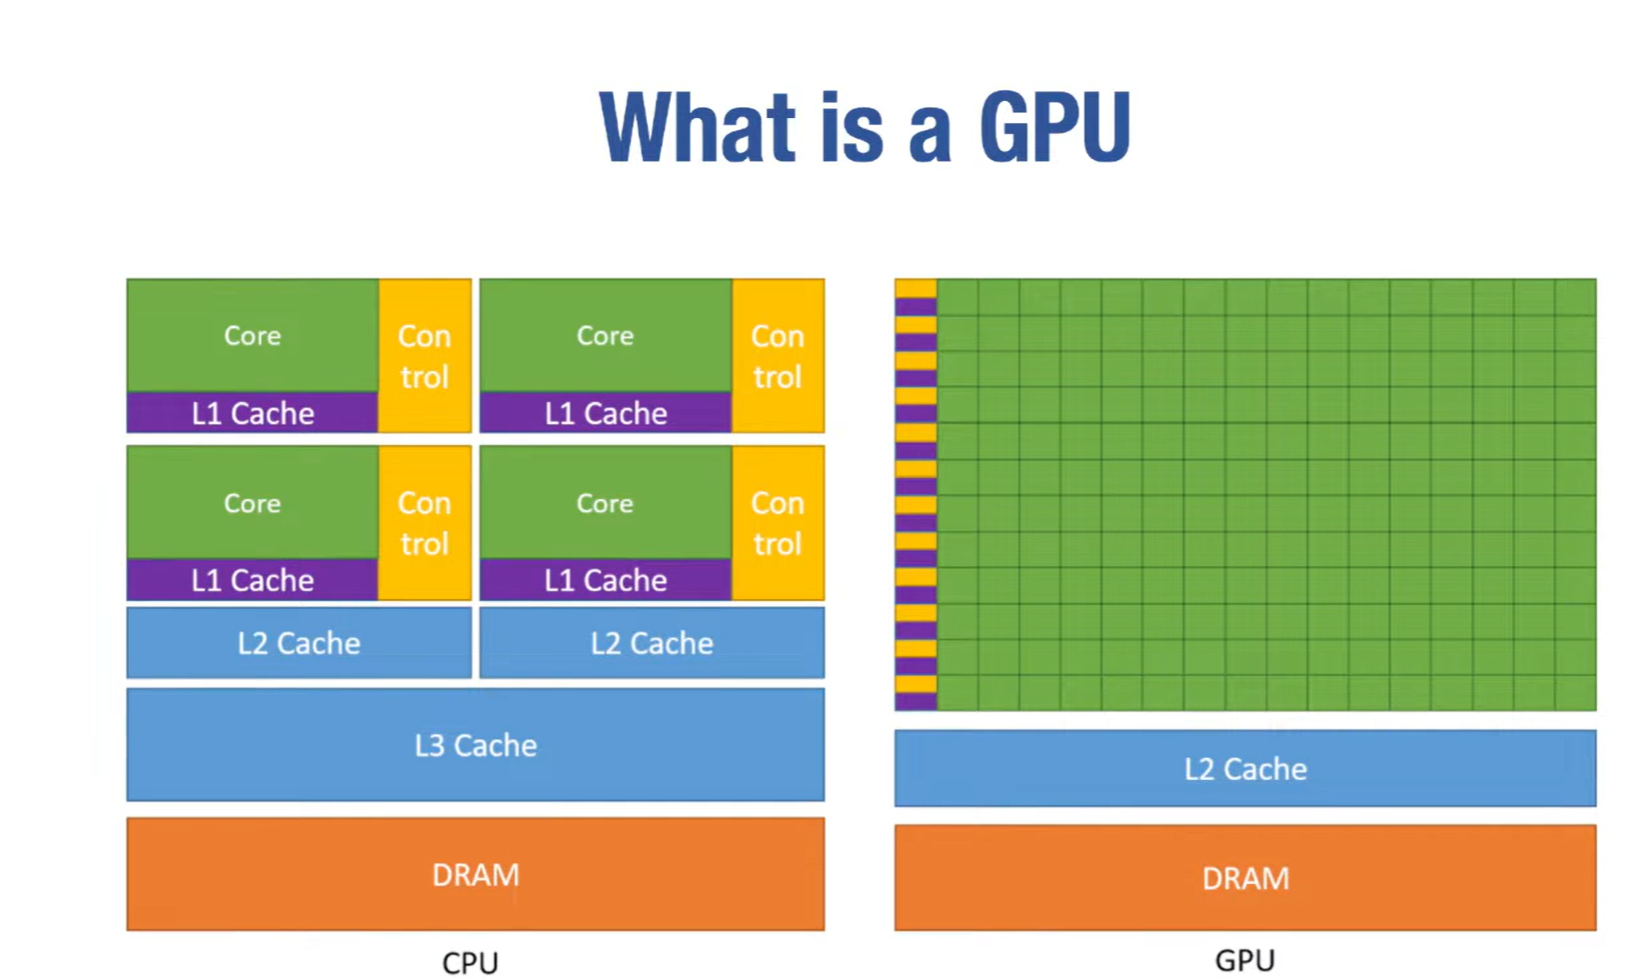 What is a GPU
Core
Con
trol
L1 Cache
Core
Con
trol
L1 Cache
Core
Con
trol
L1 Cache
Core
Con
trol
L1 Cache
L2 Cache
L2 Cache
L3 Cache
DRAM
CPU
L2 Cache
DRAM
GPU